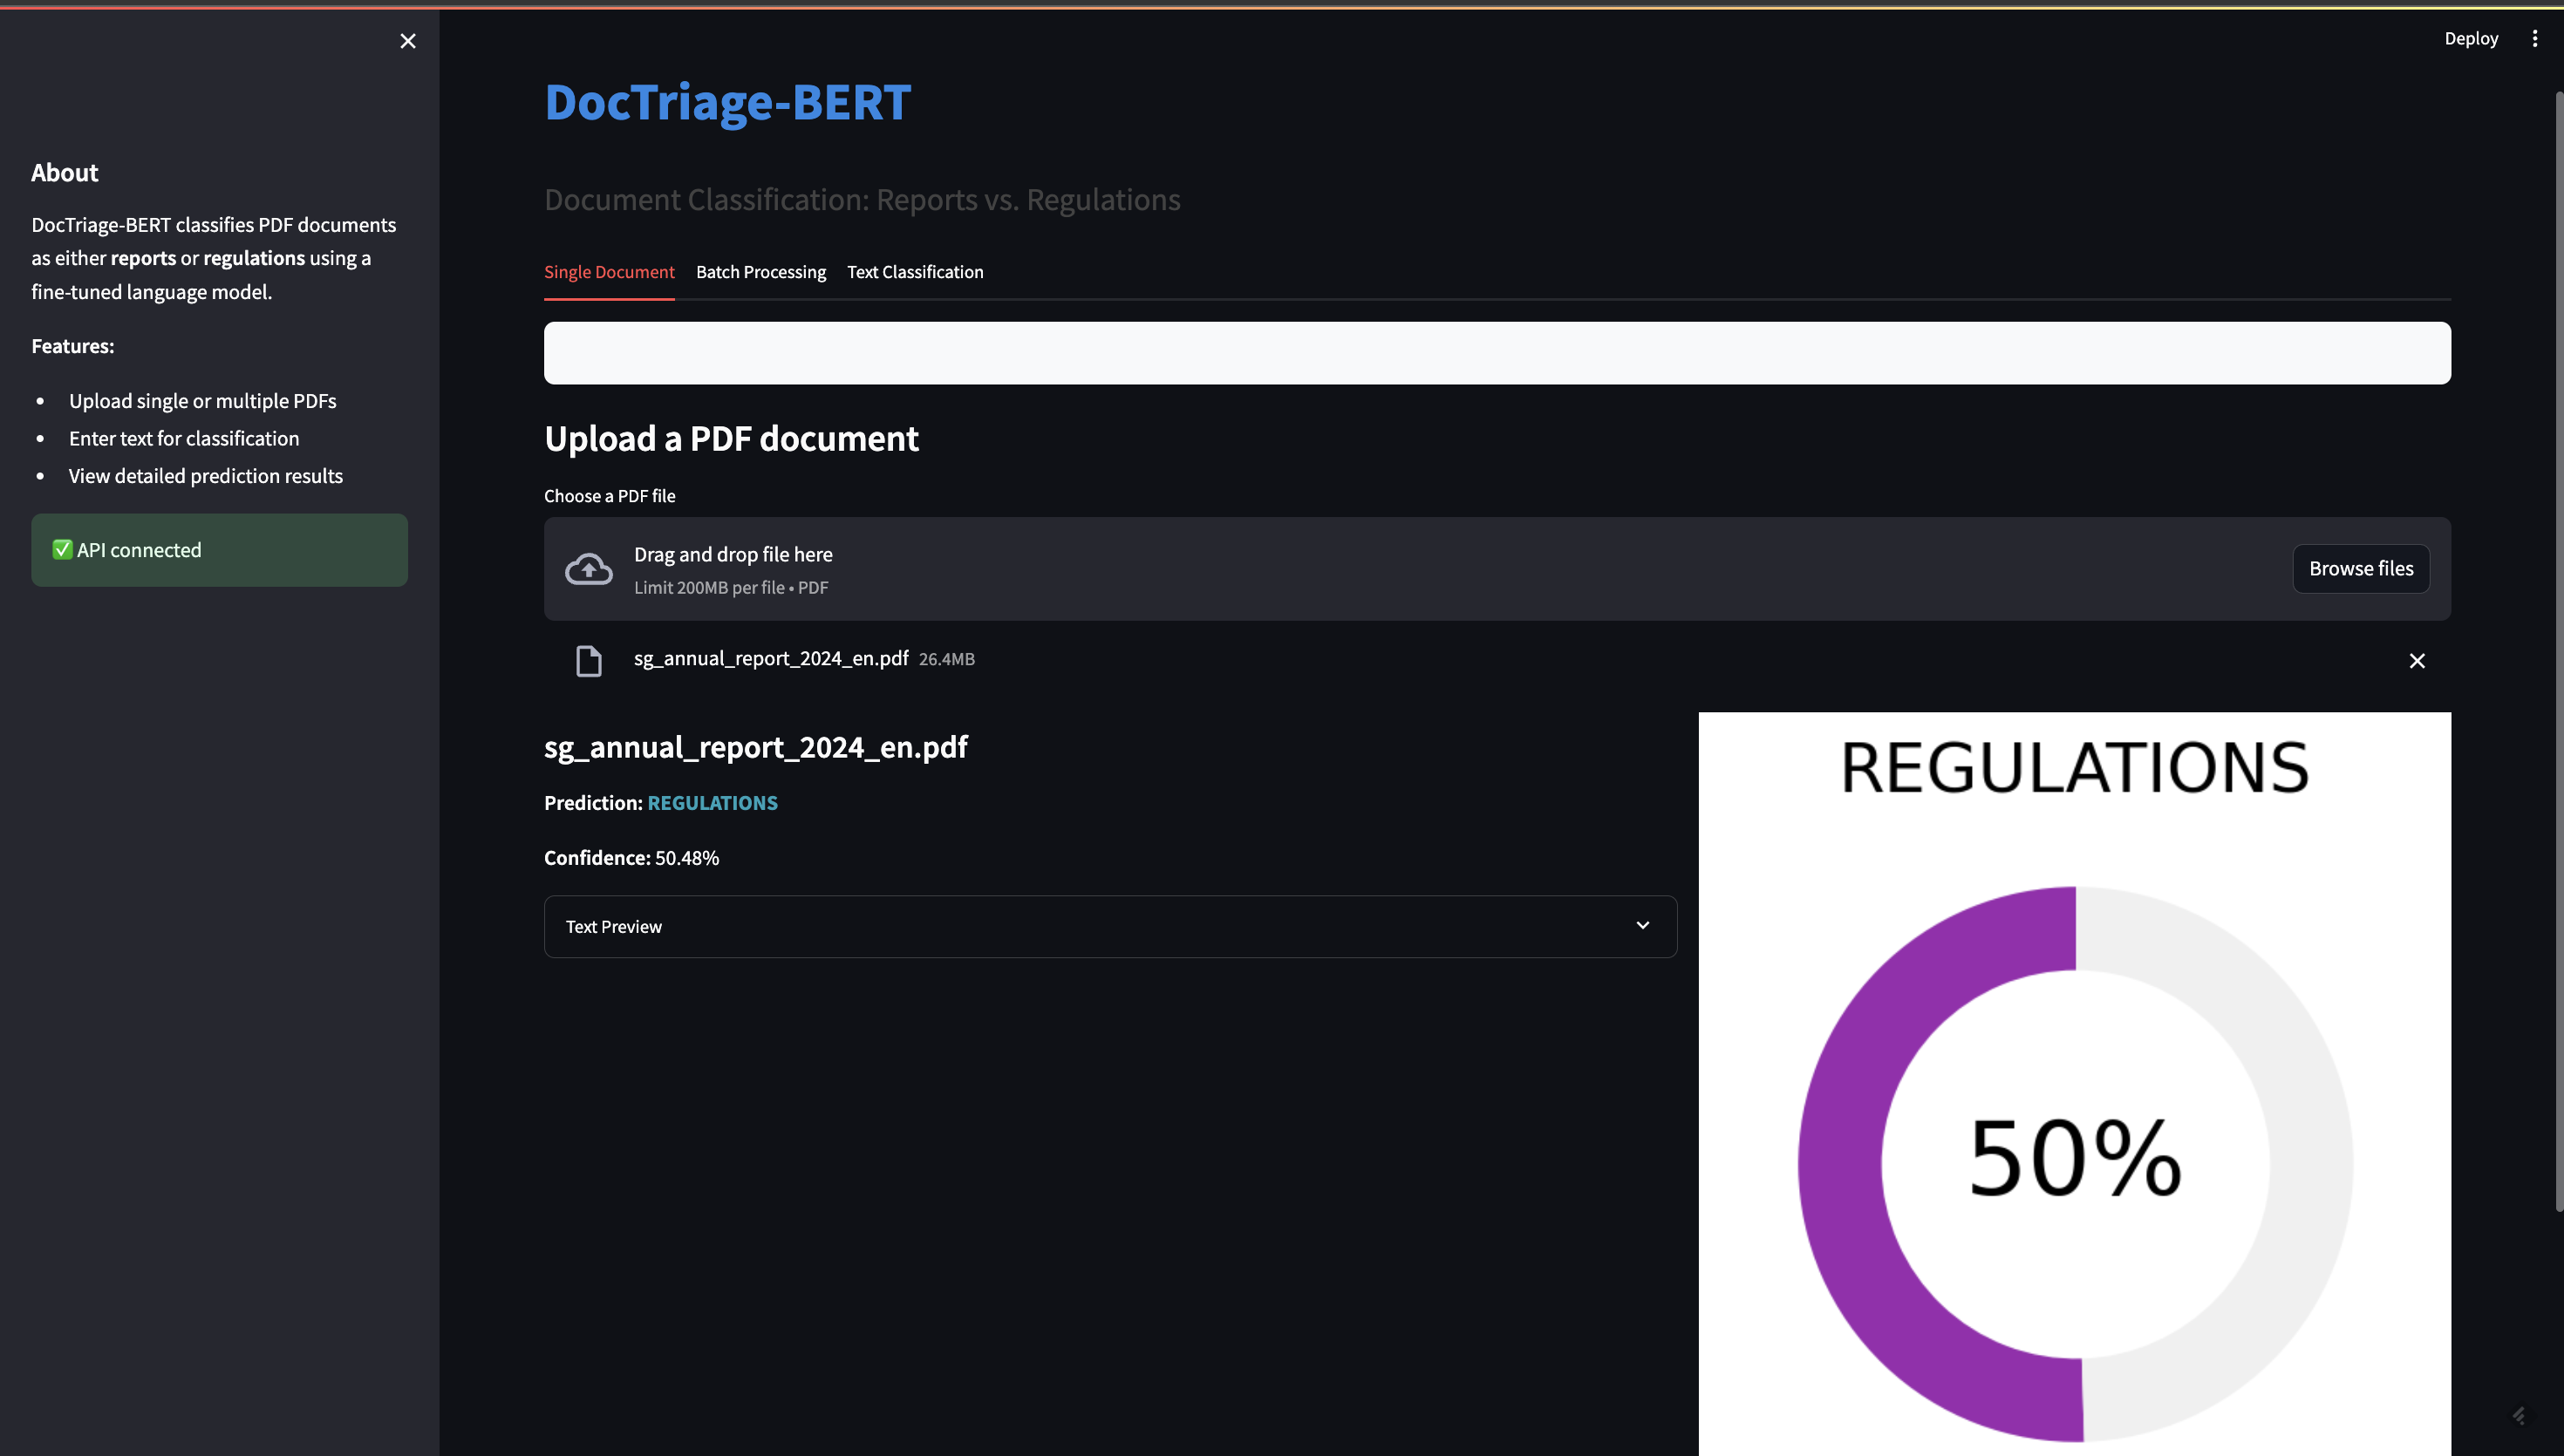 Deploy
About
DocTriage-BERT classifies PDF documents
as either reports or regulations using a
fine-tuned language model.
Features:
Upload single or multiple PDFs
Enter text for classification
View detailed prediction results
✅ API connected
DocTriage-BERT
Document Classification: Reports vs. Regulations
Single Document Batch Processing Text Classification
Upload a PDF document
Choose a PDF file
Drag and drop file here
Limit 200MB per file • PDF
Browse files
sg_annual_report_2024_en.pdf 26.4MB
sg_annual_report_2024_en.pdf
Prediction: REGULATIONS
Confidence: 50.48%
Text Preview
REGULATIONS
50%